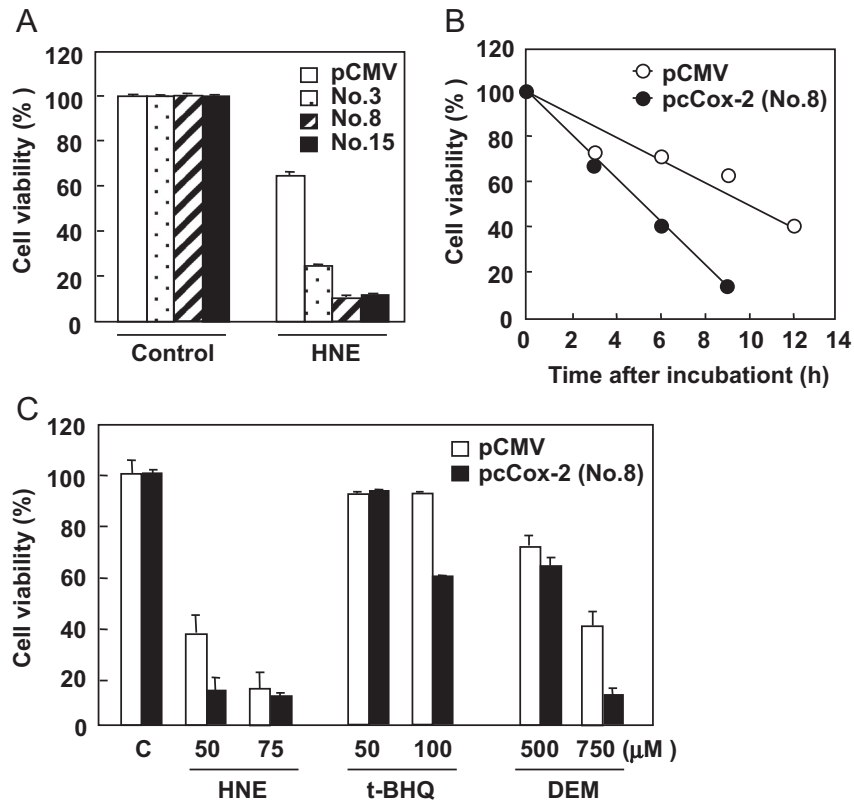 A
120
100
80
60
40
20
0
Cell viability (%)
pCMV
No.3
No.8
No.15
Control
HNE
B
120
100
80
60
40
20
0
Cell viability (%)
pCMV
pcCox-2 (No.8)
0 2 4 6 8 10 12 14
Time after incubationt (h)
C
120
100
80
60
40
20
0
Cell viability (%)
pCMV
pcCox-2 (No.8)
C 50 75 50 100 500 750 (μM )
HNE t-BHQ DEM